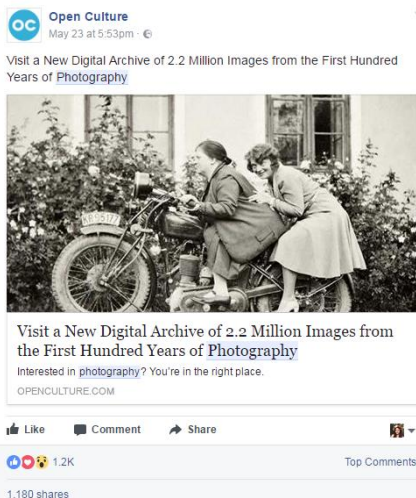 OC
Open Culture
May 23 at 5:53pm ·
Visit a New Digital Archive of 2.2 Million Images from the First Hundred
Years of Photography
Visit a New Digital Archive of 2.2 Million Images from
the First Hundred Years of Photography
Interested in photography? You're in the right place.
OPENCULTURE.COM
Like Comment Share
1.2K Top Comments
1,180 shares